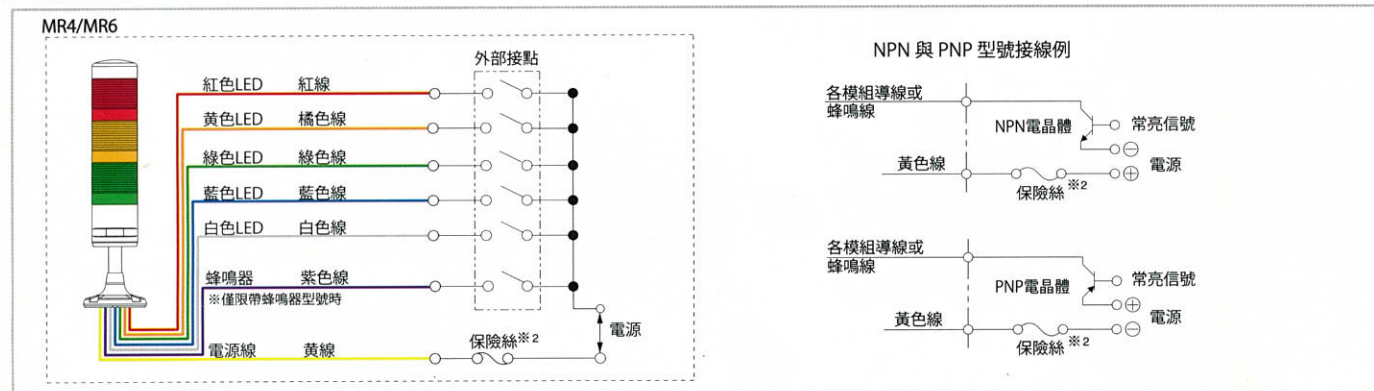 MR4/MR6
外部接點
紅色LED 紅線
黃色LED 橘色線
綠色LED 綠色線
藍色LED 藍色線
白色LED 白色線
蜂鳴器 紫色線
※僅限帶蜂鳴器型號時
電源
電源線 黃線 保險絲※2
NPN 與 PNP 型號接線例
各模組導線或
蜂鳴線
NPN電晶體 常亮信號
⊖
電源
黃色線 ⊕
保險絲※2
各模組導線或
蜂鳴線
PNP電晶體 常亮信號
⊕
電源
黃色線 ⊖
保險絲※2